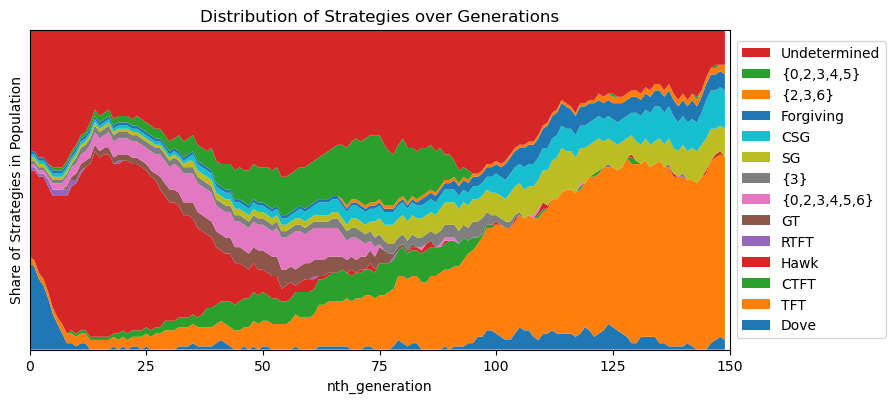 Distribution of Strategies over Generations
Share of Strategies in Population
0 25 50 75 100 125 150
nth_generation
Undetermined
{0,2,3,4,5}
{2,3,6}
Forgiving
CSG
SG
{3}
{0,2,3,4,5,6}
GT
RTFT
Hawk
CTFT
TFT
Dove